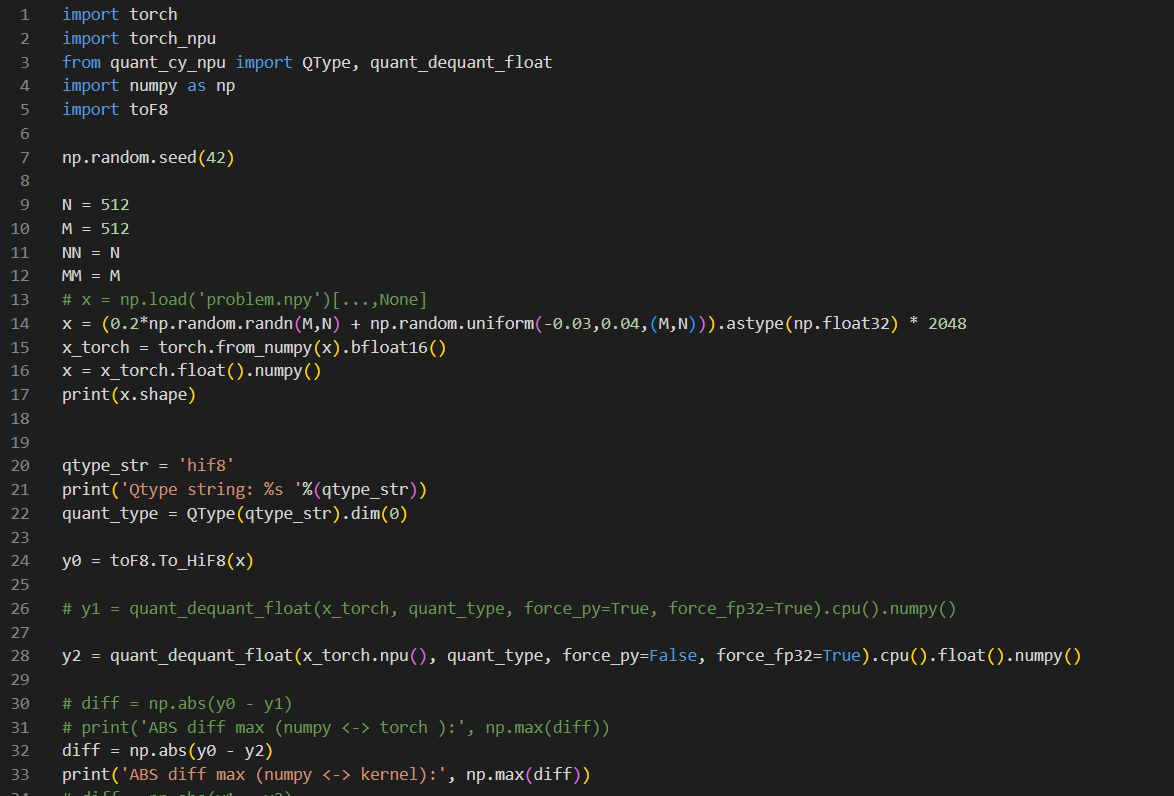 1 import torch
2 import torch_npu
3 from quant_cy_npu import QType, quant_dequant_float
4 import numpy as np
5 import toF8
6
7 np.random.seed(42)
8
9 N = 512
10 M = 512
11 NN = N
12 MM = M
13 # x = np.load('problem.npy')[...,None]
14 x = (0.2*np.random.randn(M,N) + np.random.uniform(-0.03,0.04,(M,N))).astype(np.float32) * 2048
15 x_torch = torch.from_numpy(x).bfloat16()
16 x = x_torch.float().numpy()
17 print(x.shape)
18
19
20 qtype_str = 'hif8'
21 print('Qtype string: %s '%(qtype_str))
22 quant_type = QType(qtype_str).dim(0)
23
24 y0 = toF8.To_HiF8(x)
25
26 # y1 = quant_dequant_float(x_torch, quant_type, force_py=True, force_fp32=True).cpu().numpy()
27
28 y2 = quant_dequant_float(x_torch.npu(), quant_type, force_py=False, force_fp32=True).cpu().float().numpy()
29
30 # diff = np.abs(y0 - y1)
31 # print('ABS diff max (numpy <-> torch ):', np.max(diff))
32 diff = np.abs(y0 - y2)
33 print('ABS diff max (numpy <-> kernel):', np.max(diff))
34 # diff = np.abs(y1 - y2)